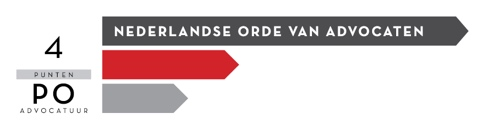 NEDERLANDSE ORDE VAN ADVOCATEN
4
PUNTEN
PO
ADVOCATUUR